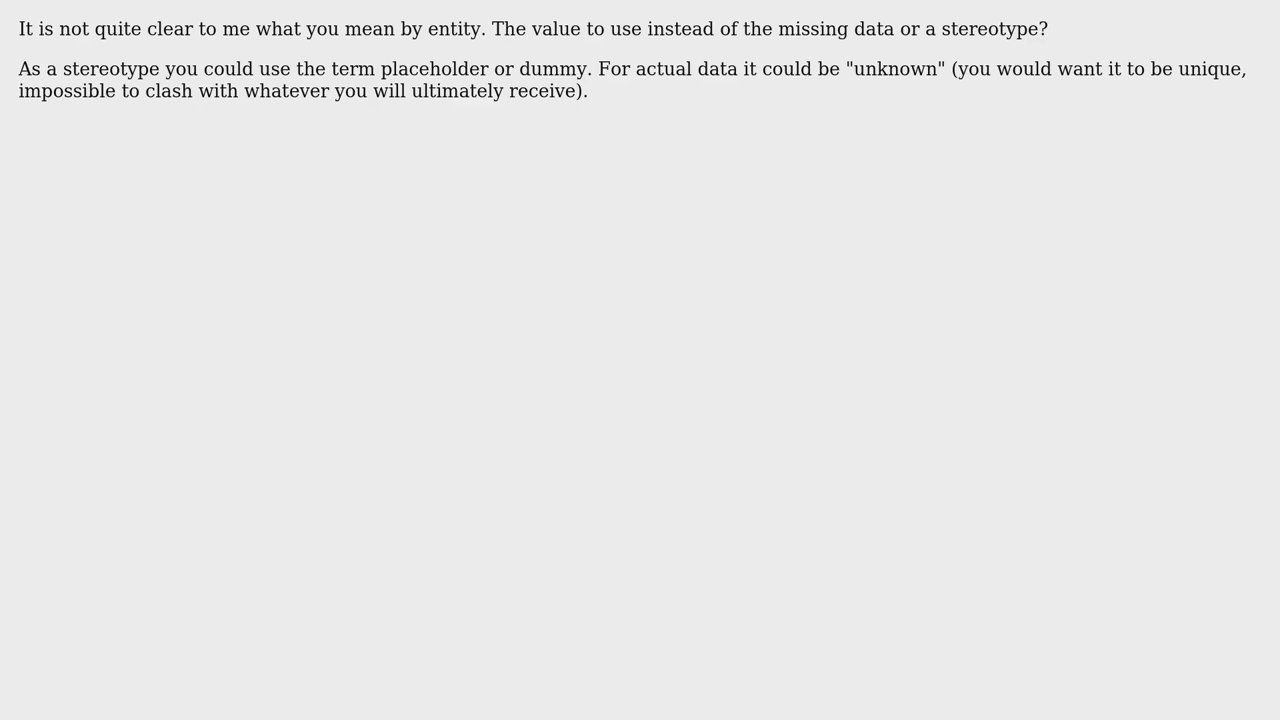 It is not quite clear to me what you mean by entity. The value to use instead of the missing data or a stereotype?
As a stereotype you could use the term placeholder or dummy. For actual data it could be "unknown" (you would want it to be unique,
impossible to clash with whatever you will ultimately receive).